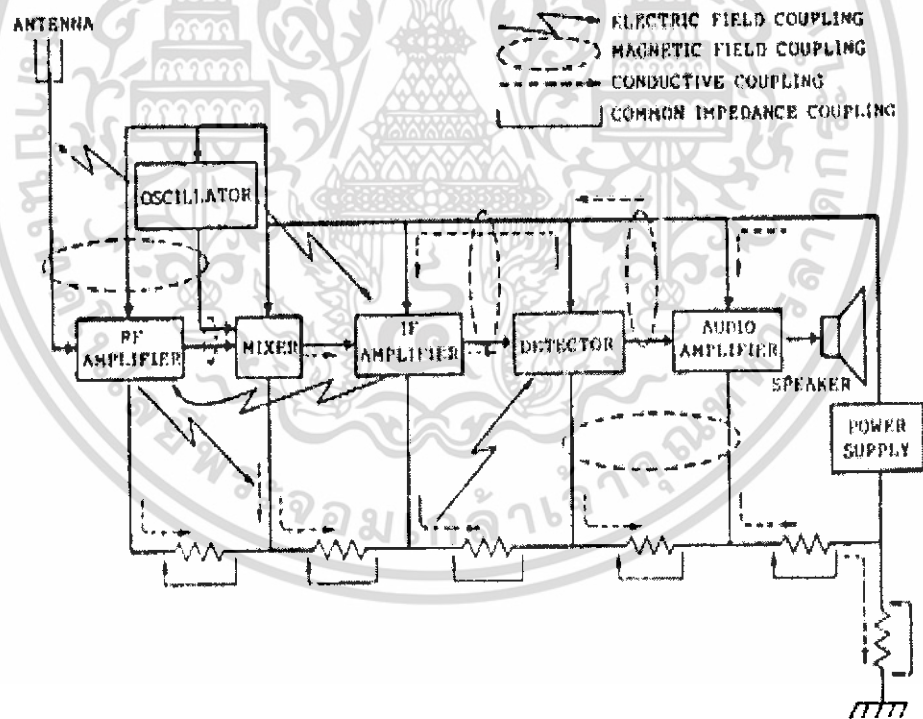 ANTENNA
ELECTRIC FIELD COUPLING
MAGNETIC FIELD COUPLING
CONDUCTIVE COUPLING
COMMON IMPEDANCE COUPLING
OSCILLATOR
RF
AMPLIFIER
MIXER
IF
AMPLIFIER
DETECTOR
AUDIO
AMPLIFIER
SPEAKER
POWER
SUPPLY